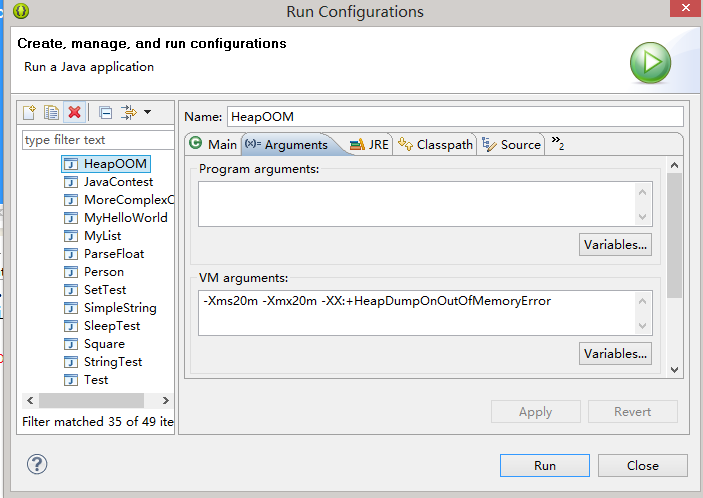 Run Configurations
Create, manage, and run configurations
Run a Java application
type filter text
HeapOOM
JavaContest
MoreComplexC
MyHelloWorld
MyList
ParseFloat
Person
SetTest
SimpleString
SleepTest
Square
StringTest
Test
Filter matched 35 of 49 ite
Name: HeapOOM
Main (x)= Arguments JRE Classpath Source »2
Program arguments:
Variables...
VM arguments:
-Xms20m -Xmx20m -XX:+HeapDumpOnOutOfMemoryError
Variables...
Apply Revert
Run Close